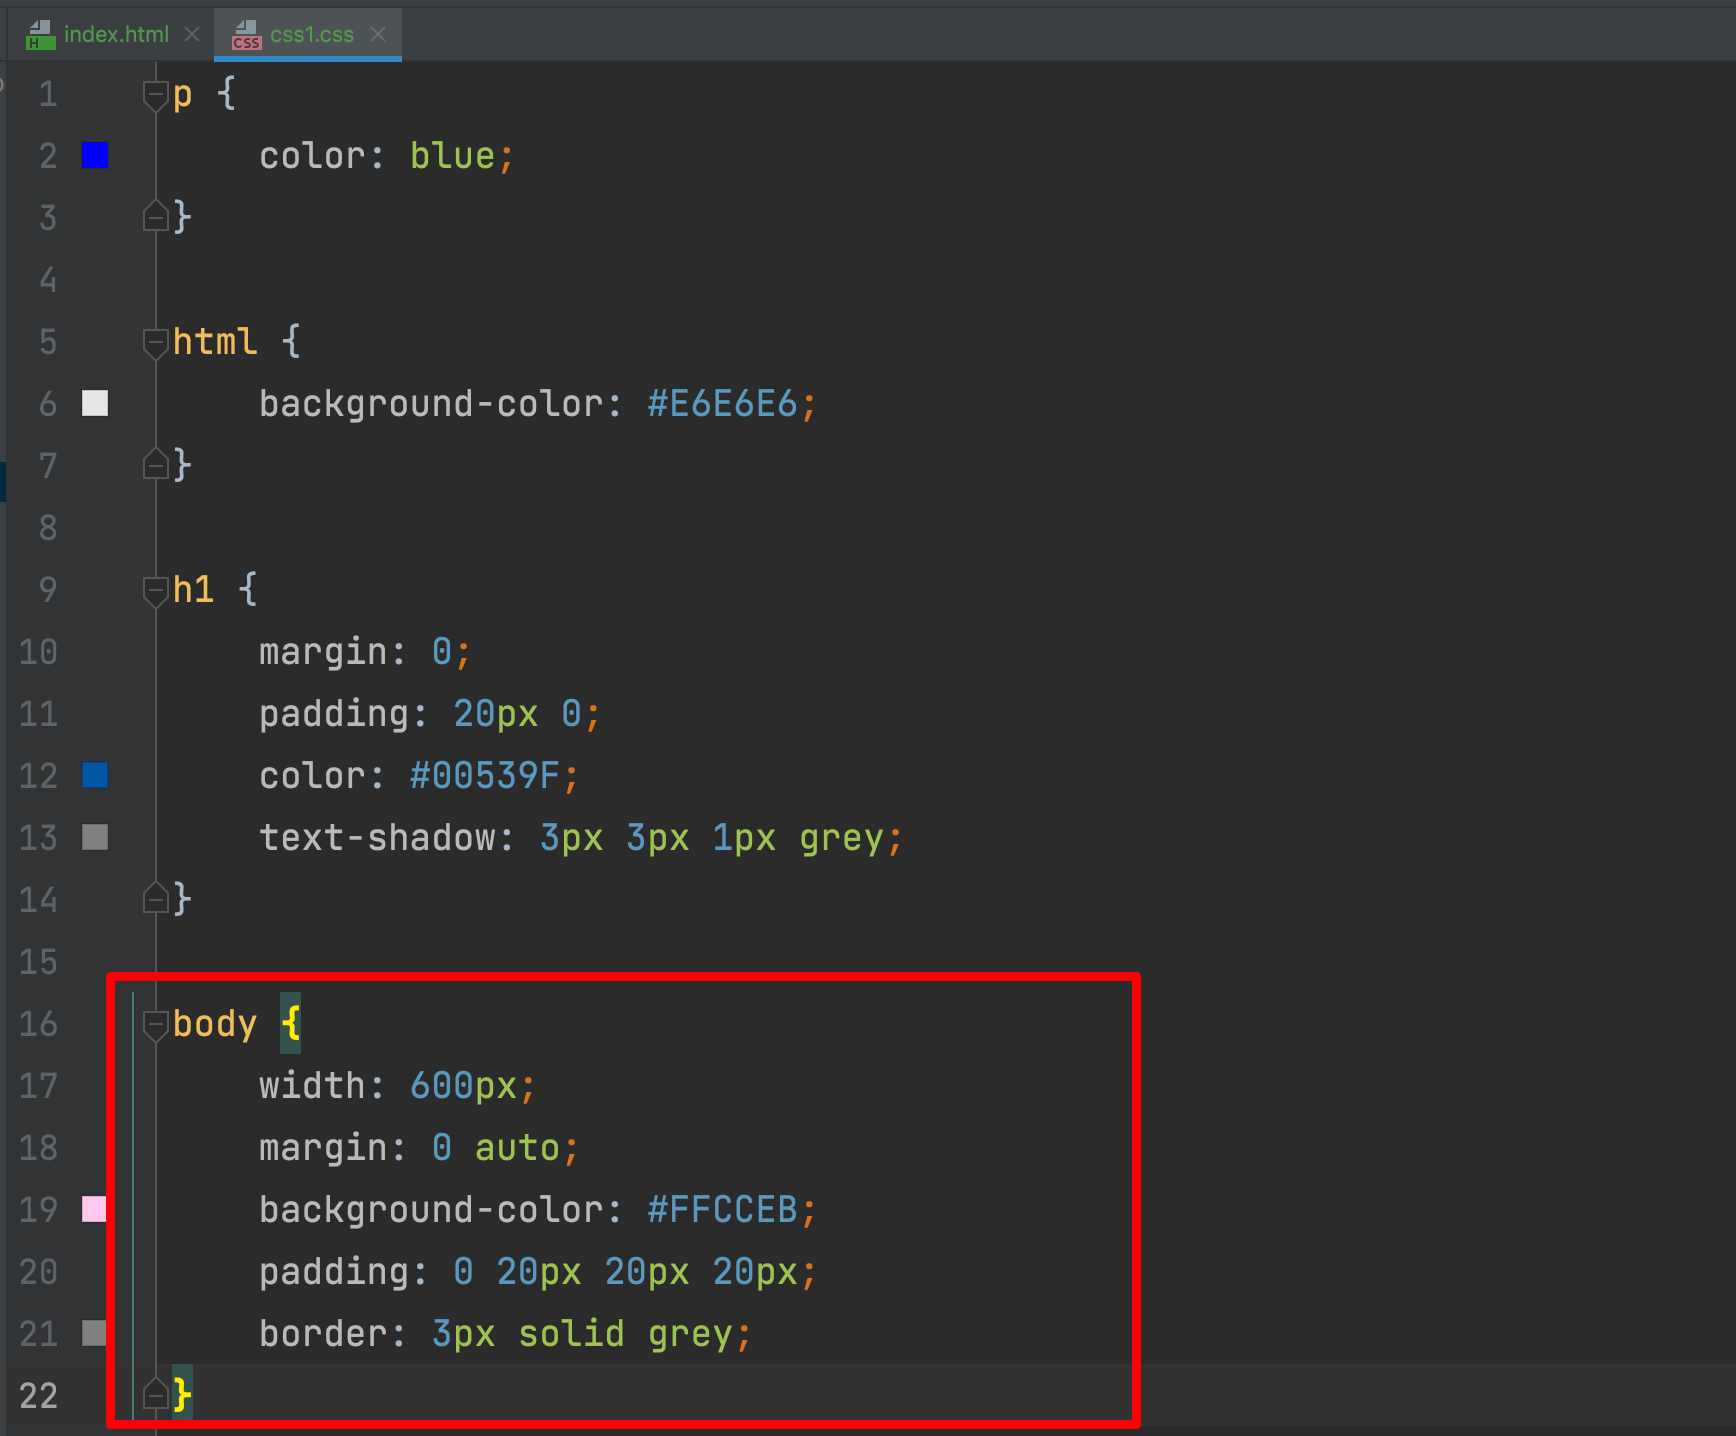 index.html css1.css
1 p {
2     color: blue;
3 }
4
5 html {
6     background-color: #E6E6E6;
7 }
8
9 h1 {
10     margin: 0;
11     padding: 20px 0;
12     color: #00539F;
13     text-shadow: 3px 3px 1px grey;
14 }
15
16 body {
17     width: 600px;
18     margin: 0 auto;
19     background-color: #FFCCEB;
20     padding: 0 20px 20px 20px;
21     border: 3px solid grey;
22 }